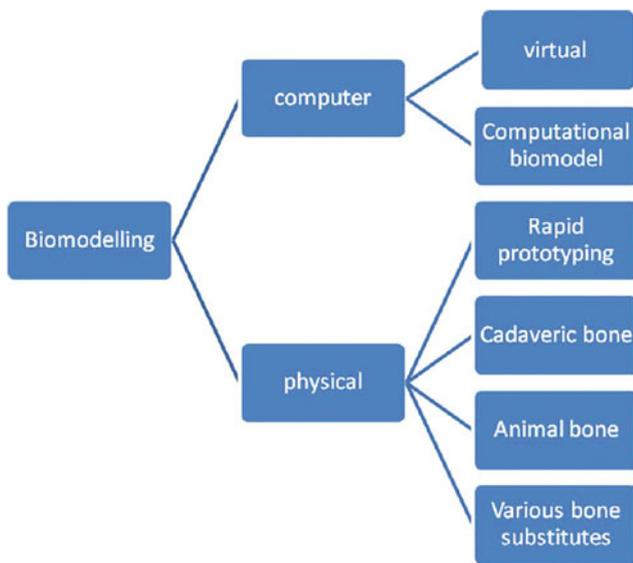 Biomodelling
computer
virtual
Computational
biomodel
physical
Rapid
prototyping
Cadaveric bone
Animal bone
Various bone
substitutes